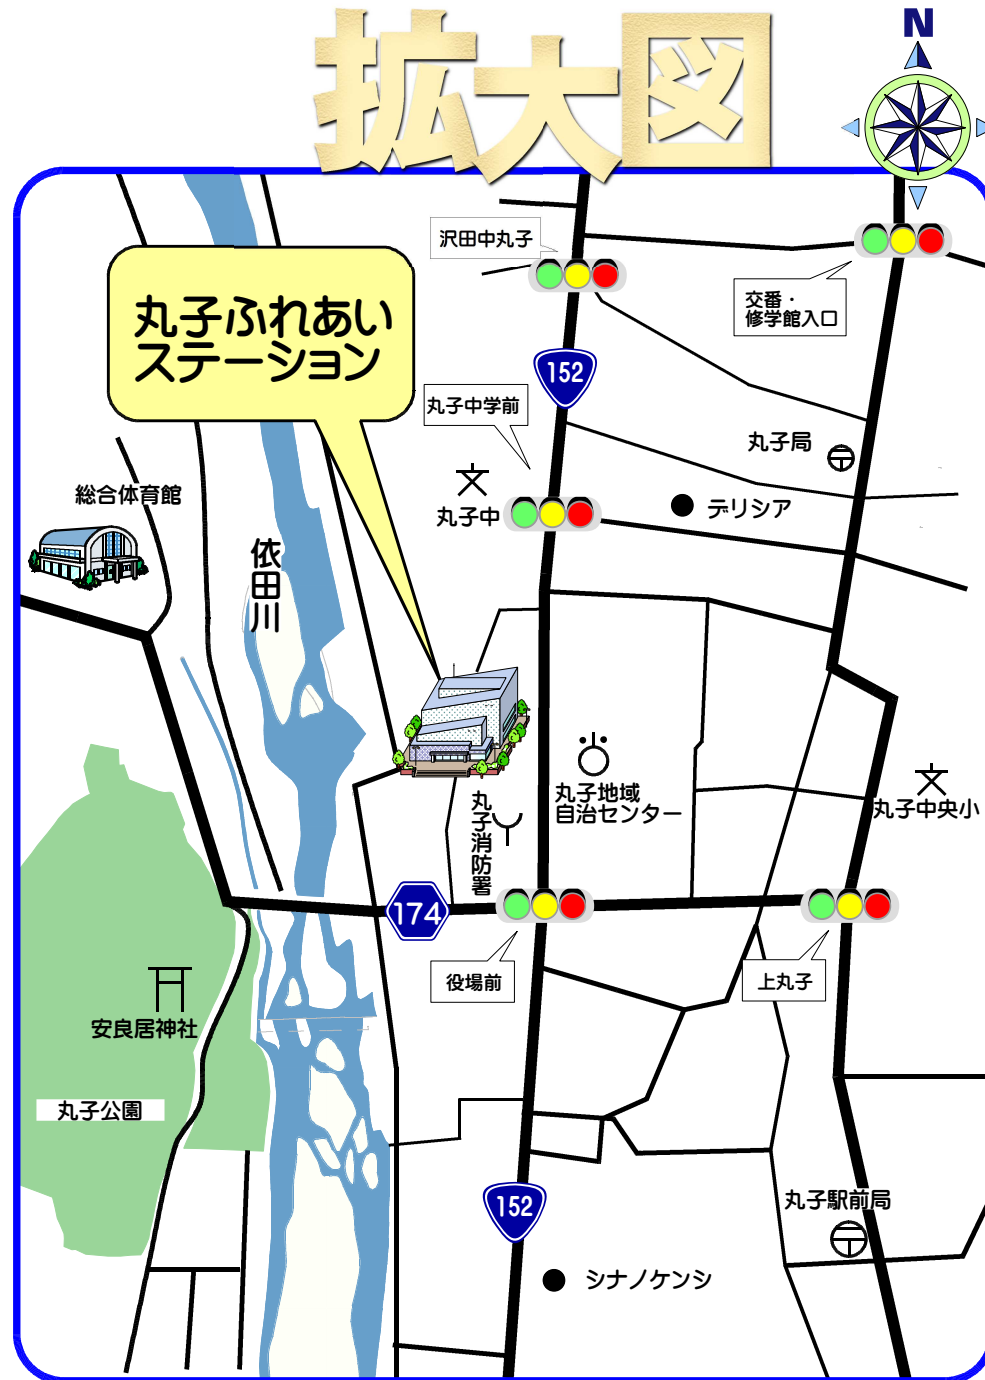 拡大図
N
沢田中丸子
交番・
修学館入口
丸子ふれあい
ステーション
152
丸子中学前
丸子局
総合体育館
丸子中
デリシア
依田川
丸子地域
自治センター
丸子消防署
丸子中央小
174
役場前
上丸子
安良居神社
丸子公園
152
丸子駅前局
シナノケンシ